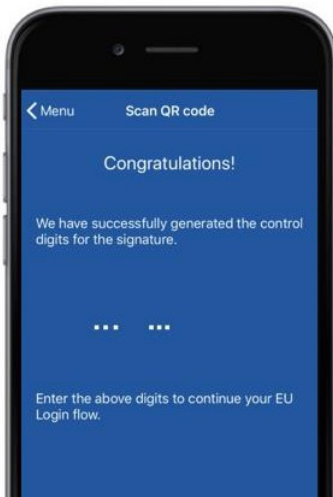 Menu
Scan QR code
Congratulations!
We have successfully generated the control
digits for the signature.
... ...
Enter the above digits to continue your EU
Login flow.